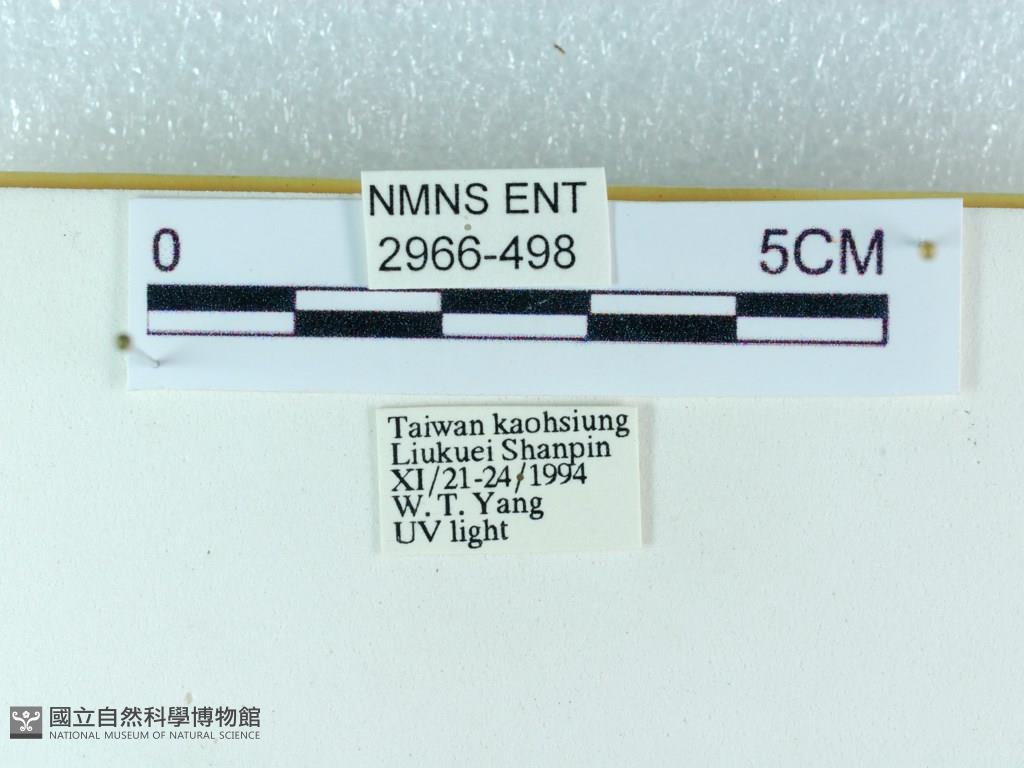 NMNS ENT
2966-498
0 5CM
Taiwan kaohsiung
Liukuei Shanpin
XI/21-24/1994
W. T. Yang
UV light
國立自然科學博物館
NATIONAL MUSEUM OF NATURAL SCIENCE